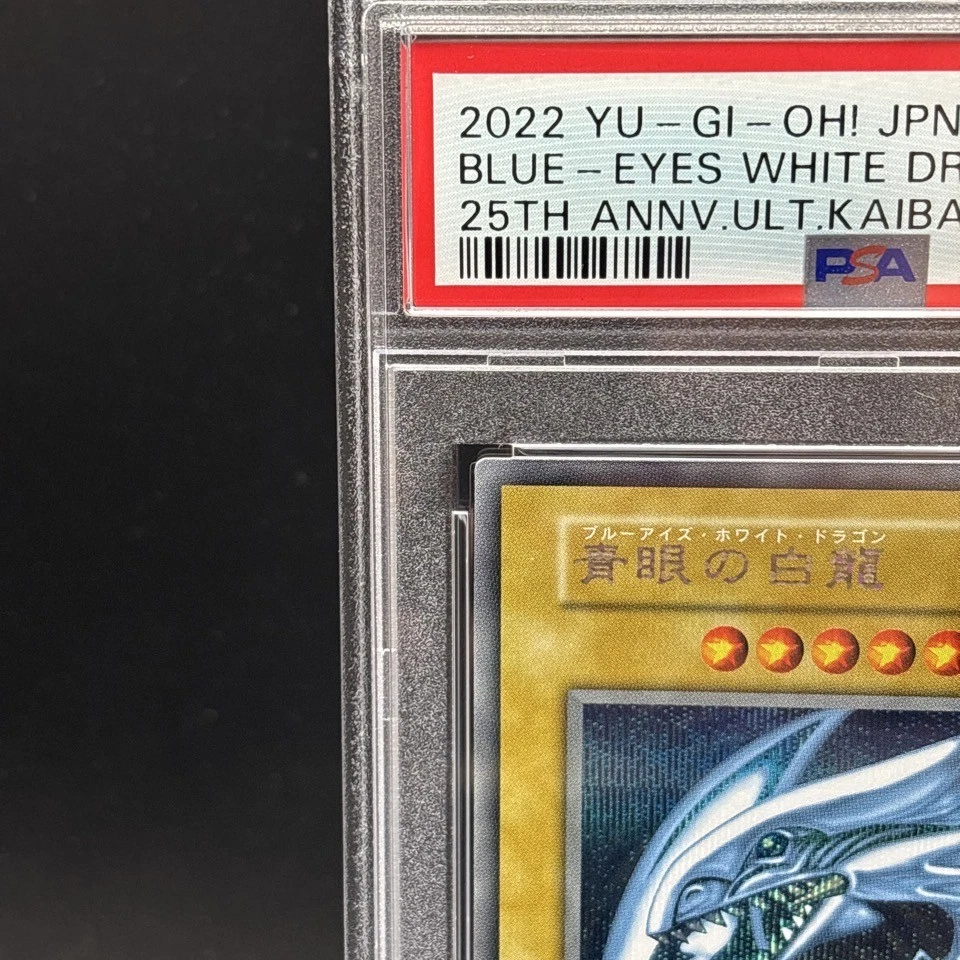 2022 YU-GI-OH! JPN
BLUE-EYES WHITE DR
25TH ANNV.ULT.KAIBA
PSA
ブルーアイズ・ホワイト・ドラゴン
青眼の白龍